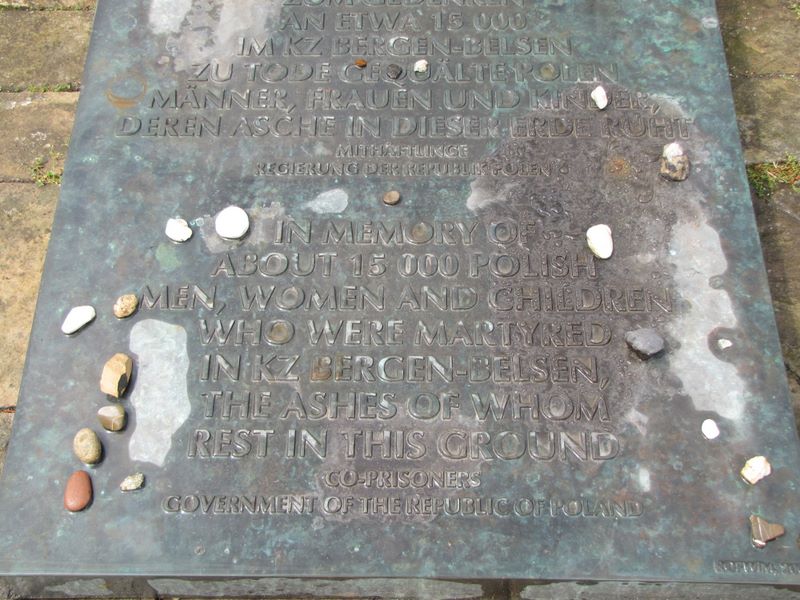 ZUM GEDENKEN
AN ETWA 15 000
IM KZ BERGEN-BELSEN
ZU TODE GEQUÄLTE POLEN
MÄNNER, FRAUEN UND KINDER,
DEREN ASCHE IN DIESER ERDE RUHT
MITHÄFTLINGE
REGIERUNG DER REPUBLIK POLEN
IN MEMORY OF
ABOUT 15 000 POLISH
MEN, WOMEN AND CHILDREN
WHO WERE MARTYRED
IN KZ BERGEN-BELSEN,
THE ASHES OF WHOM
REST IN THIS GROUND
CO-PRISONERS
GOVERNMENT OF THE REPUBLIC OF POLAND